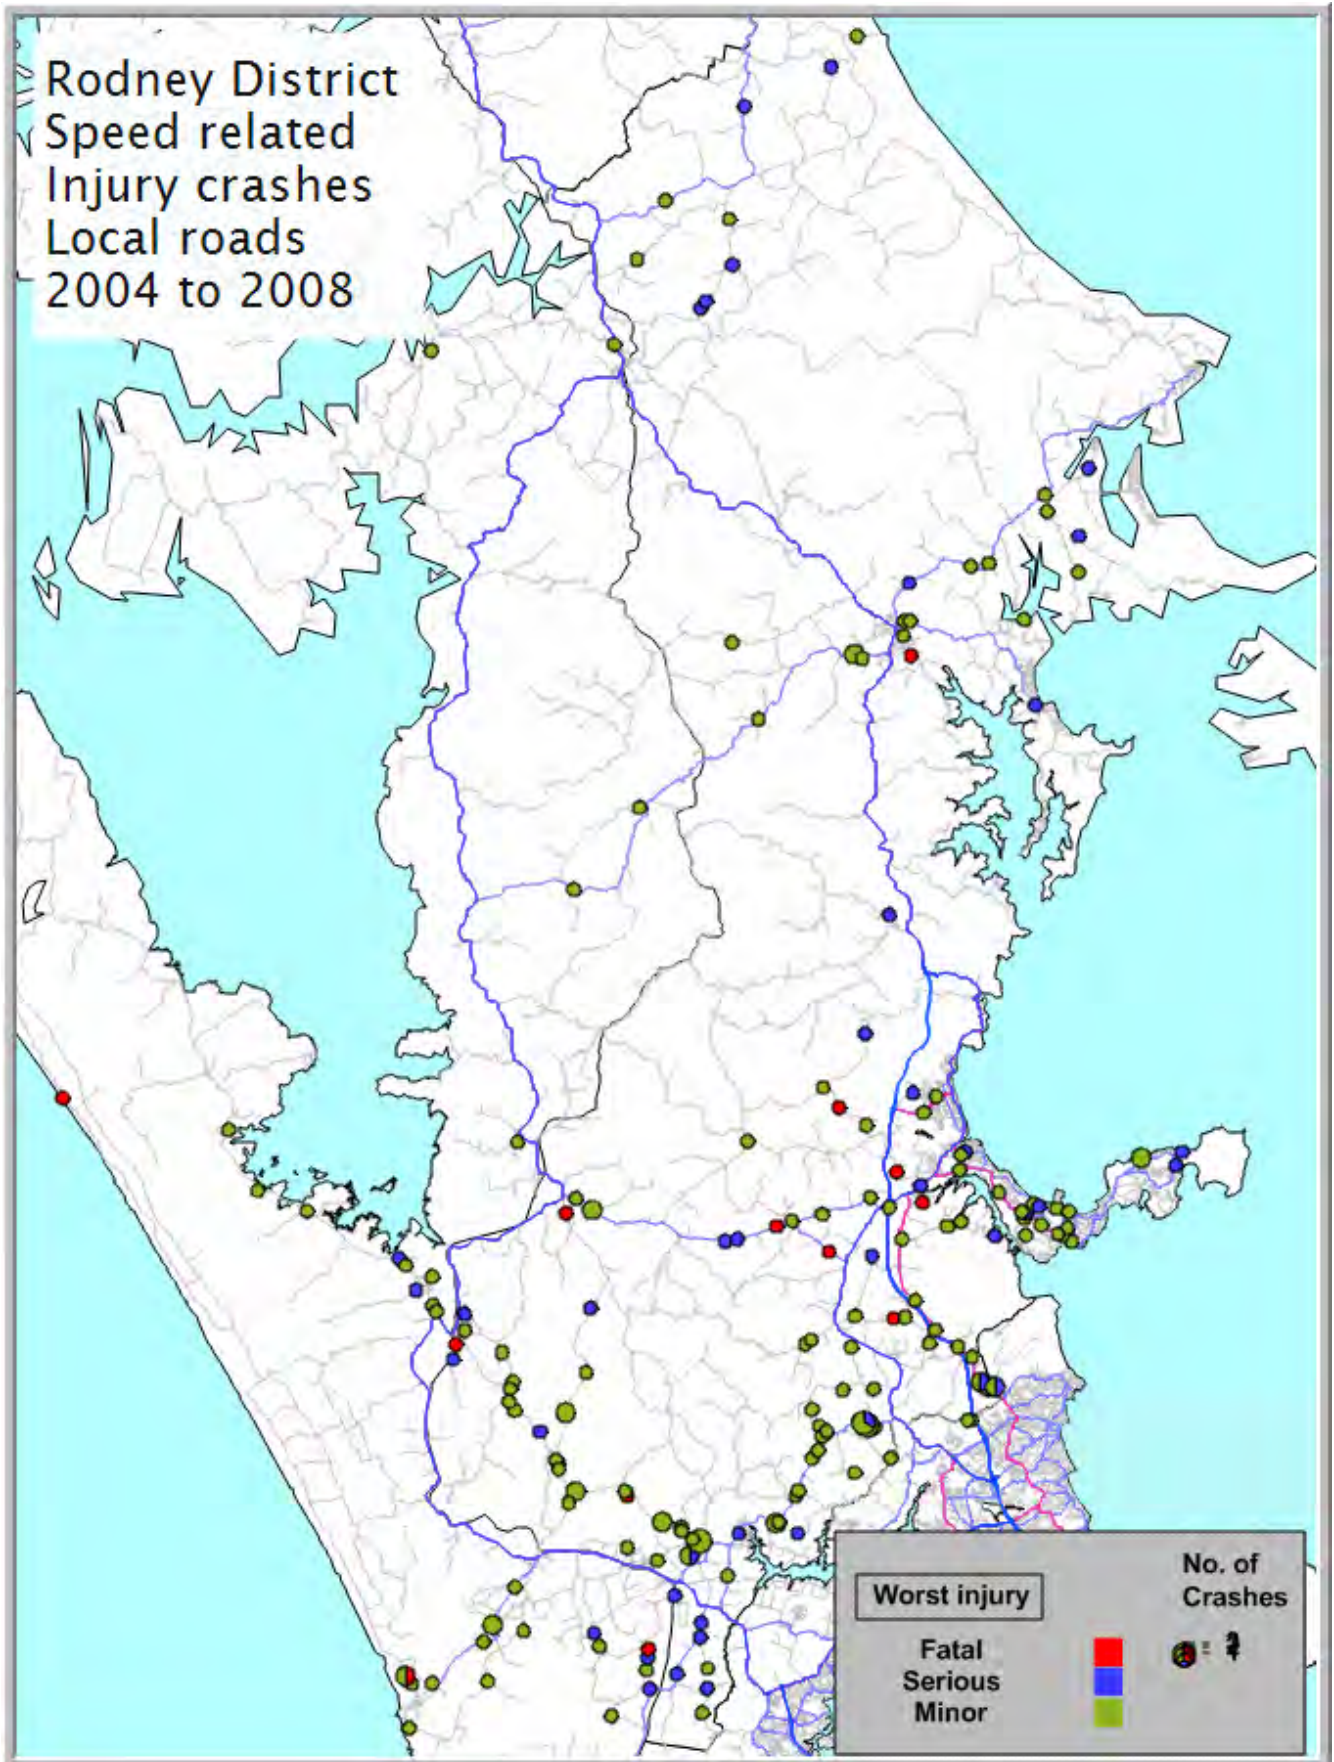 Rodney District
Speed related
Injury crashes
Local roads
2004 to 2008
No. of
Crashes
Worst injury
Fatal
Serious
Minor